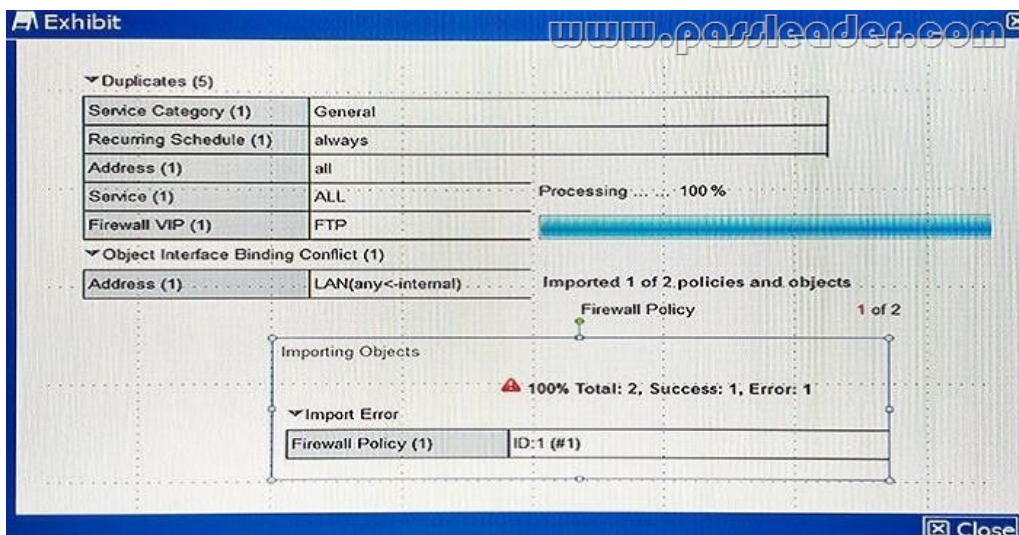 Exhibit
www.passleader.com
Duplicates (5)
Service Category (1) General
Recurring Schedule (1) always
Address (1) all
Service (1) ALL
Firewall VIP (1) FTP
Processing ... ... 100 %
Object Interface Binding Conflict (1)
Address (1) LAN(any<-internal)
Imported 1 of 2 policies and objects
Firewall Policy 1 of 2
Importing Objects
100% Total: 2, Success: 1, Error: 1
Import Error
Firewall Policy (1) ID:1 (#1)
Close